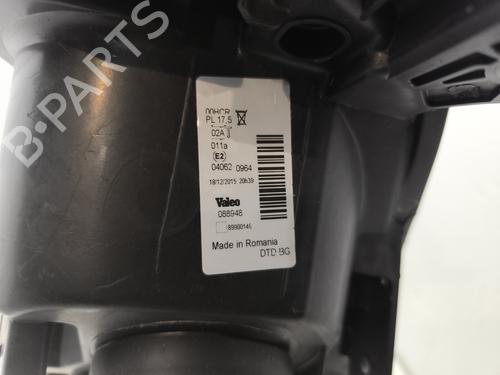 00HCR
PL 17,5
02A
011a
E2
04062 0964
18/12/2015 20h39
Valeo
088948
89900146
Made in Romania
DTD BG
B-PARTS